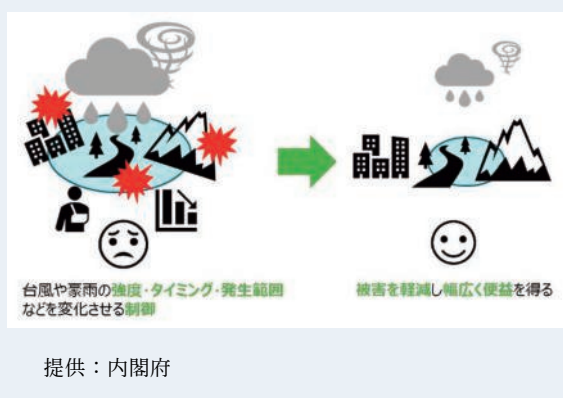 台風や豪雨の強度・タイミング・発生範囲
などを変化させる制御
被害を軽減し幅広く便益を得る
提供：内閣府